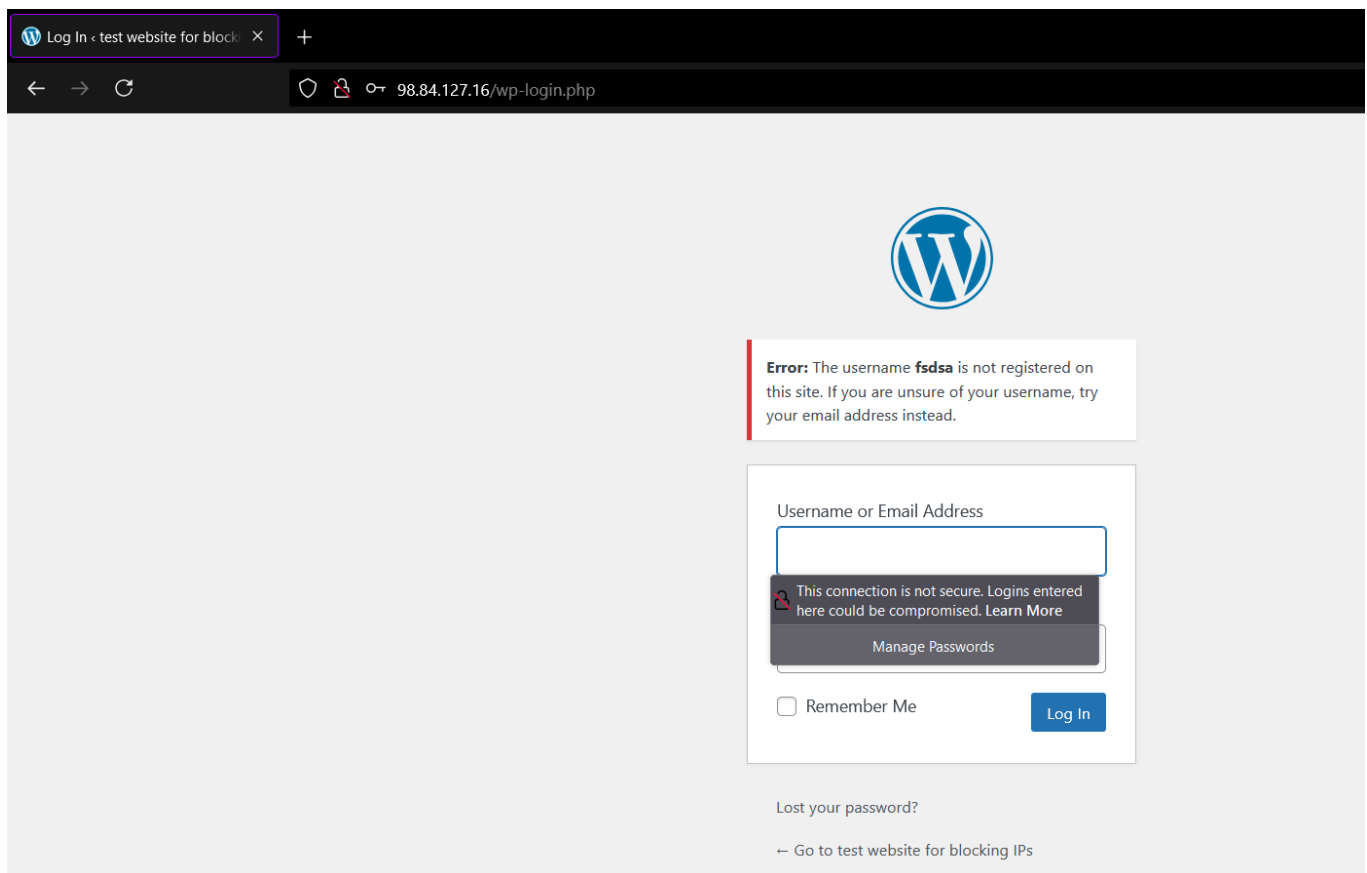 Log In ‹ test website for blocki
98.84.127.16/wp-login.php
Error: The username fsdsa is not registered on
this site. If you are unsure of your username, try
your email address instead.
Username or Email Address
This connection is not secure. Logins entered
here could be compromised. Learn More
Manage Passwords
Remember Me
Log In
Lost your password?
← Go to test website for blocking IPs